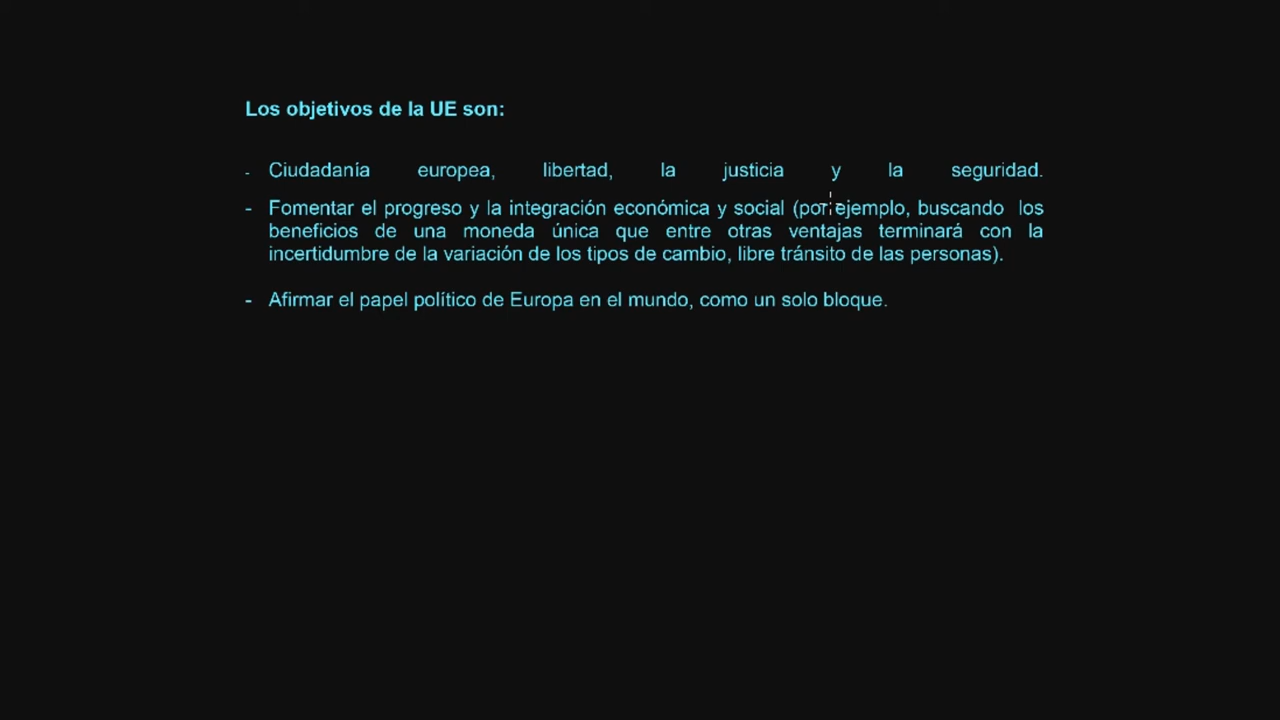 Los objetivos de la UE son:
- Ciudadanía europea, libertad, la justicia y la seguridad.
- Fomentar el progreso y la integración económica y social (por ejemplo, buscando los
beneficios de una moneda única que entre otras ventajas terminará con la
incertidumbre de la variación de los tipos de cambio, libre tránsito de las personas).
- Afirmar el papel político de Europa en el mundo, como un solo bloque.